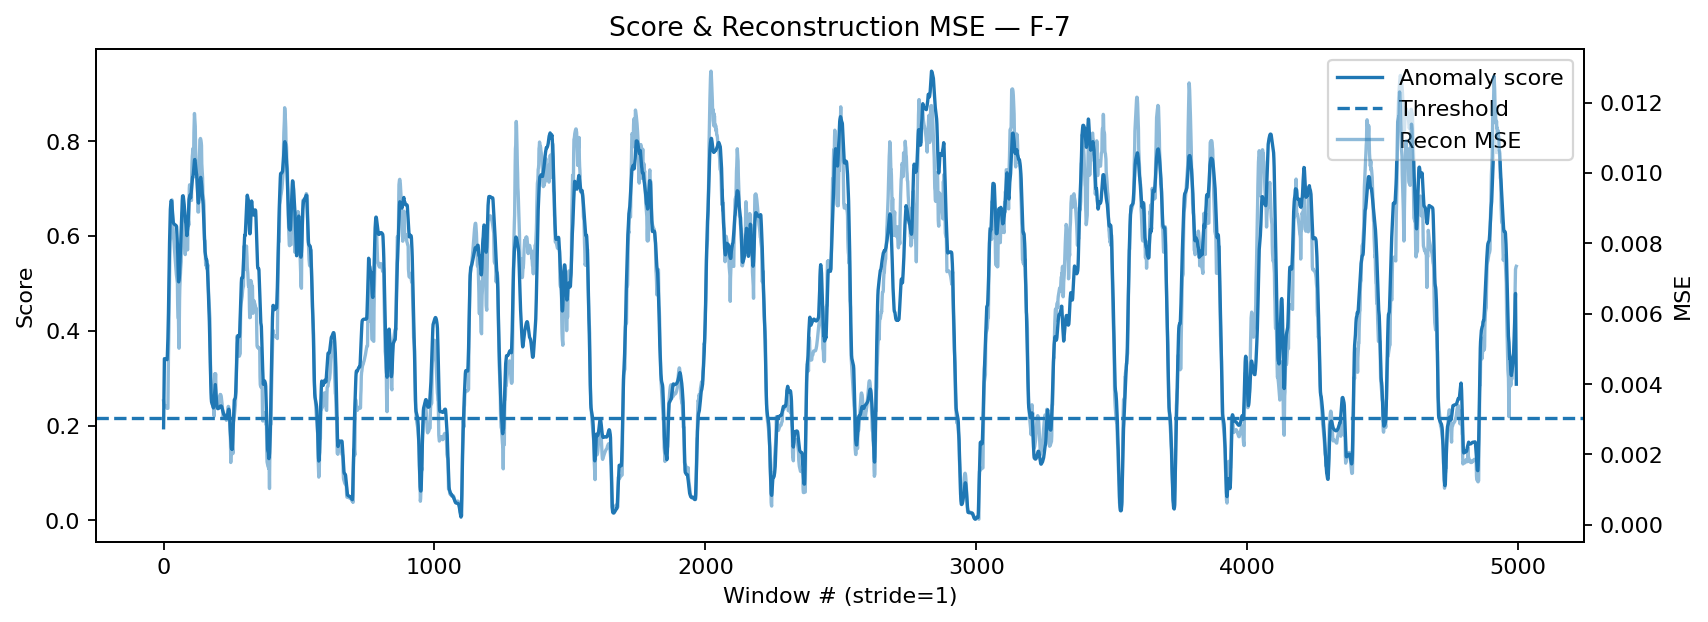 Score & Reconstruction MSE — F-7
Anomaly score
Threshold
Recon MSE
Score
0.8
0.6
0.4
0.2
0.0
0.012
0.010
0.008
0.006
0.004
0.002
0.000
MSE
0 1000 2000 3000 4000 5000
Window # (stride=1)